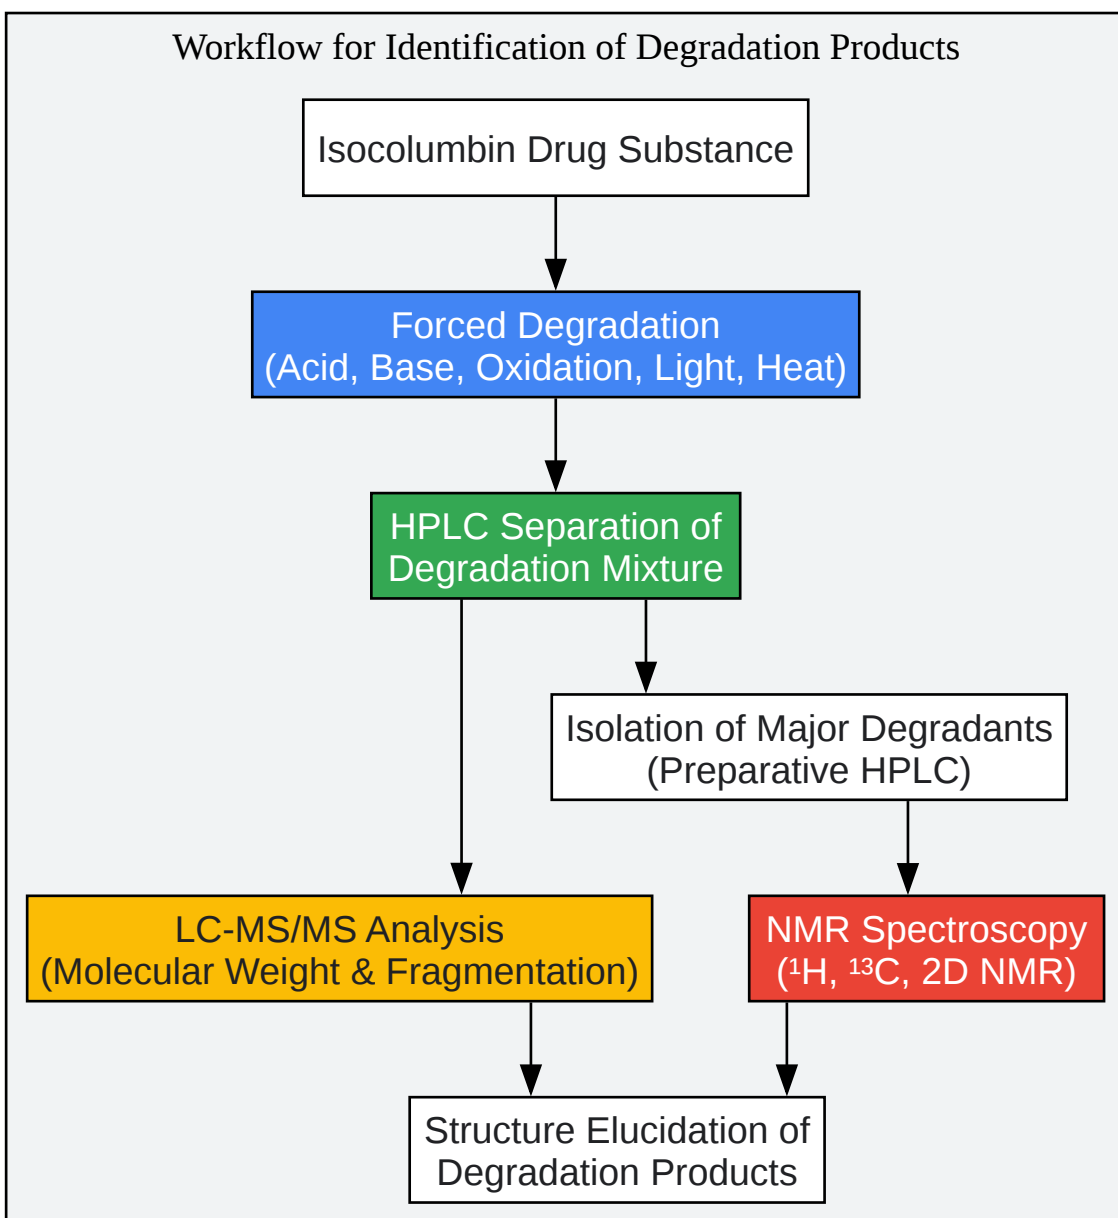 Workflow for Identification of Degradation Products
Isocolumbin Drug Substance
Forced Degradation
(Acid, Base, Oxidation, Light, Heat)
HPLC Separation of
Degradation Mixture
Isolation of Major Degradants
(Preparative HPLC)
LC-MS/MS Analysis
(Molecular Weight & Fragmentation)
NMR Spectroscopy
(¹H, ¹³C, 2D NMR)
Structure Elucidation of
Degradation Products